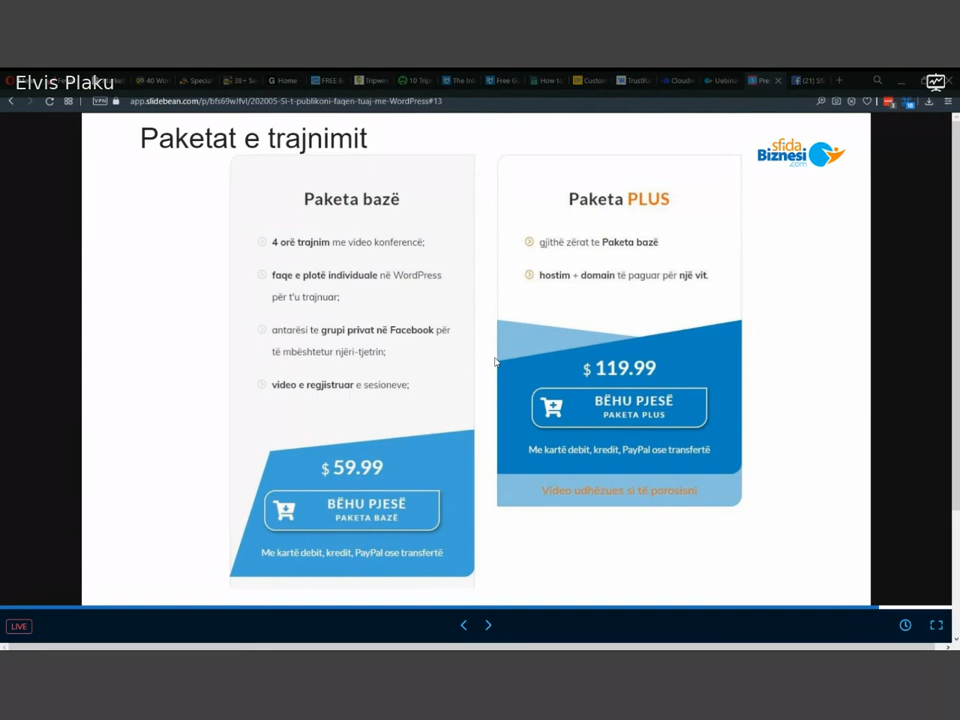 Elvis Plaku
app.slidebean.com/p/bfs69wJfvl/202005-Si-t-publikoni-faqen-tuaj-me-WordPress#13
Paketat e trajnimit
sfida
Biznesi
.com
Paketa bazë
4 orë trajnim me video konferencë;
faqe e plotë individuale në WordPress
për t'u trajnuar;
antarësi te grupi privat në Facebook për
të mbështetur njëri-tjetrin;
video e regjistruar e sesioneve;
$ 59.99
BËHU PJESË
PAKETA BAZË
Me kartë debit, kredit, PayPal ose transfertë
Paketa PLUS
gjithë zërat te Paketa bazë
hostim + domain të paguar për një vit.
$ 119.99
BËHU PJESË
PAKETA PLUS
Me kartë debit, kredit, PayPal ose transfertë
Video udhëzues si të porosisni
LIVE